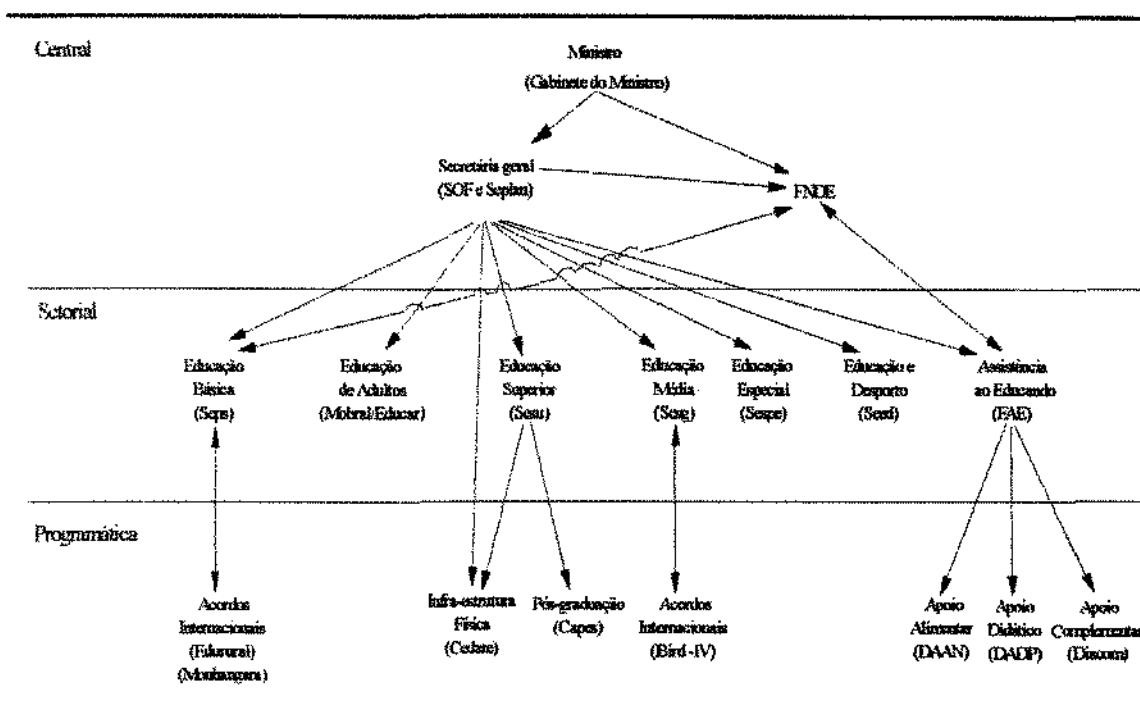 Central
Ministro
(Gabinete do Ministro)
Secretária geral
(SOF e Seplan)
FNDE
Setorial
Educação
Básica
(Seps)
Educação
de Adultos
(Mobral/Educar)
Educação
Superior
(Sesu)
Educação
Média
(Sesg)
Educação
Especial
(Sespe)
Educação e
Desporto
(Seed)
Assistência
ao Educando
(FAE)
Programática
Acordos
Internacionais
(Edurural)
(Monhangara)
Infra-estrutura
Física
(Cedate)
Pós-graduação
(Capes)
Acordos
Internacionais
(Bird -IV)
Apoio
Alimentar
(DAAN)
Apoio
Didático
(DADP)
Apoio
Complementar
(Discom)